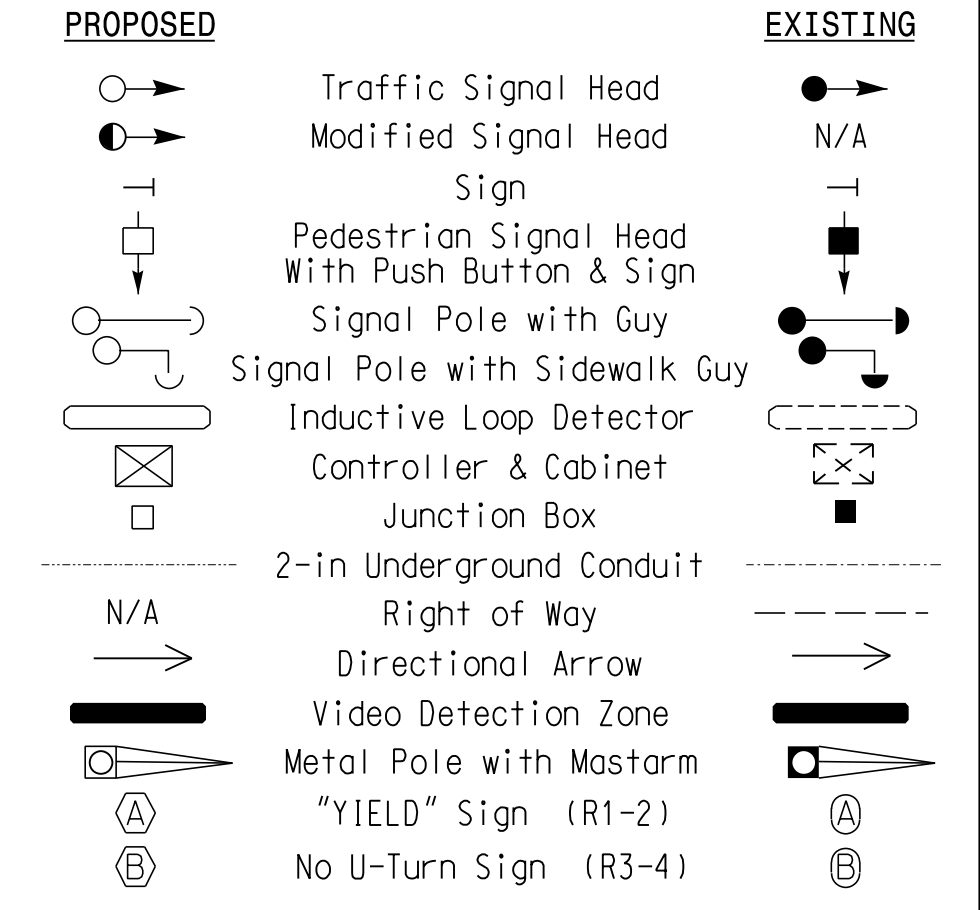 PROPOSED EXISTING
Traffic Signal Head
Modified Signal Head N/A
Sign
Pedestrian Signal Head
With Push Button & Sign
Signal Pole with Guy
Signal Pole with Sidewalk Guy
Inductive Loop Detector
Controller & Cabinet
Junction Box
2-in Underground Conduit
N/A Right of Way
Directional Arrow
Video Detection Zone
Metal Pole with Mastarm
A "YIELD" Sign (R1-2) A
B No U-Turn Sign (R3-4) B